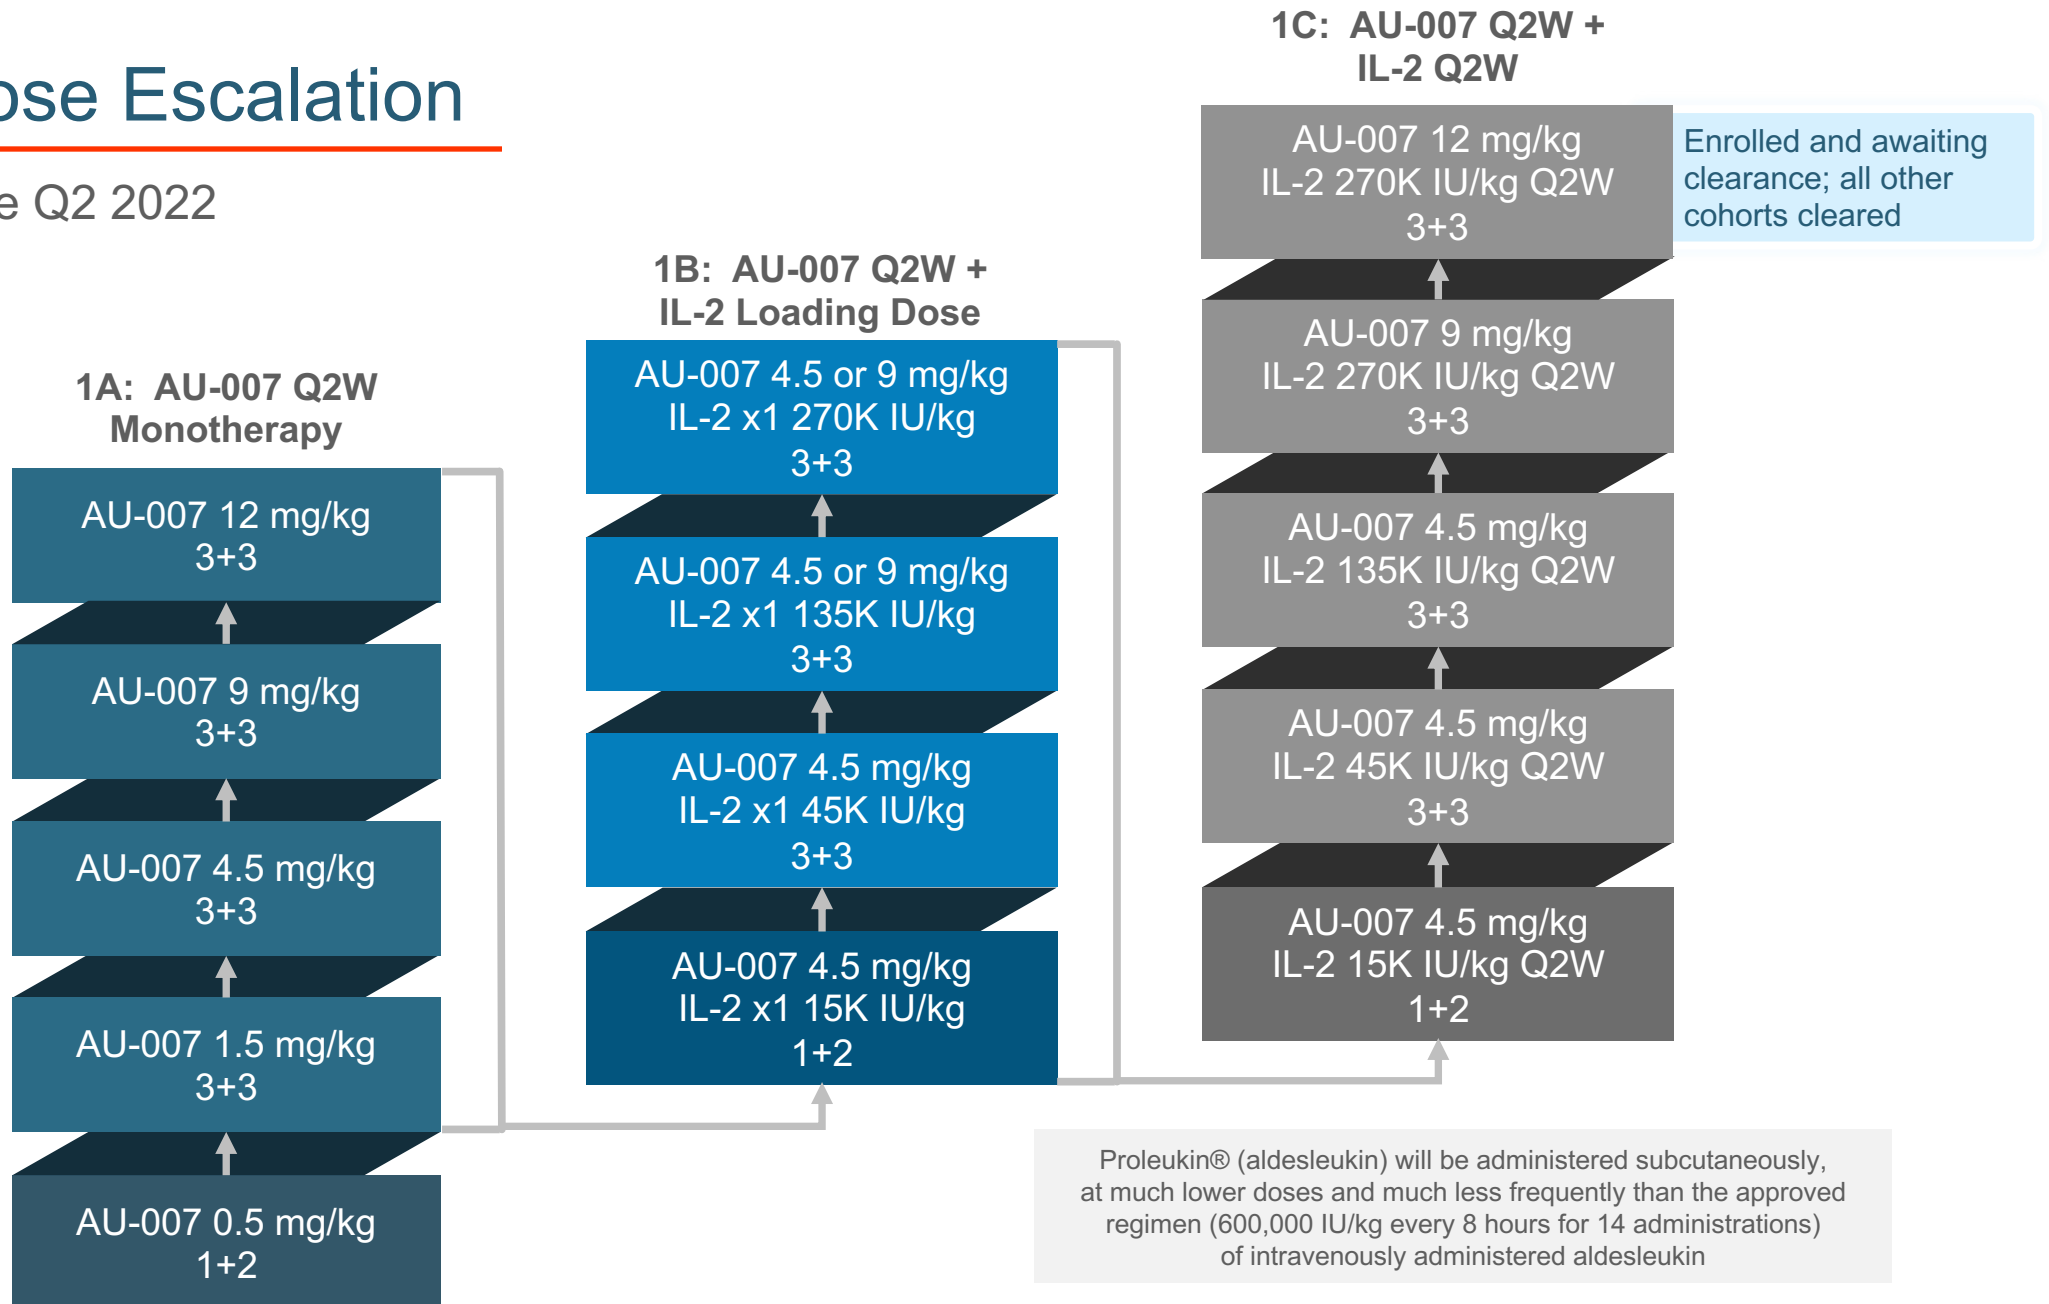 ose Escalation
e Q2 2022
1A: AU-007 Q2W
Monotherapy
AU-007 12 mg/kg
3+3
AU-007 9 mg/kg
3+3
AU-007 4.5 mg/kg
3+3
AU-007 1.5 mg/kg
3+3
AU-007 0.5 mg/kg
1+2
1B: AU-007 Q2W +
IL-2 Loading Dose
AU-007 4.5 or 9 mg/kg
IL-2 x1 270K IU/kg
3+3
AU-007 4.5 or 9 mg/kg
IL-2 x1 135K IU/kg
3+3
AU-007 4.5 mg/kg
IL-2 x1 45K IU/kg
3+3
AU-007 4.5 mg/kg
IL-2 x1 15K IU/kg
1+2
1C: AU-007 Q2W +
IL-2 Q2W
AU-007 12 mg/kg
IL-2 270K IU/kg Q2W
3+3
Enrolled and awaiting
clearance; all other
cohorts cleared
AU-007 9 mg/kg
IL-2 270K IU/kg Q2W
3+3
AU-007 4.5 mg/kg
IL-2 135K IU/kg Q2W
3+3
AU-007 4.5 mg/kg
IL-2 45K IU/kg Q2W
3+3
AU-007 4.5 mg/kg
IL-2 15K IU/kg Q2W
1+2
Proleukin® (aldesleukin) will be administered subcutaneously,
at much lower doses and much less frequently than the approved
regimen (600,000 IU/kg every 8 hours for 14 administrations)
of intravenously administered aldesleukin